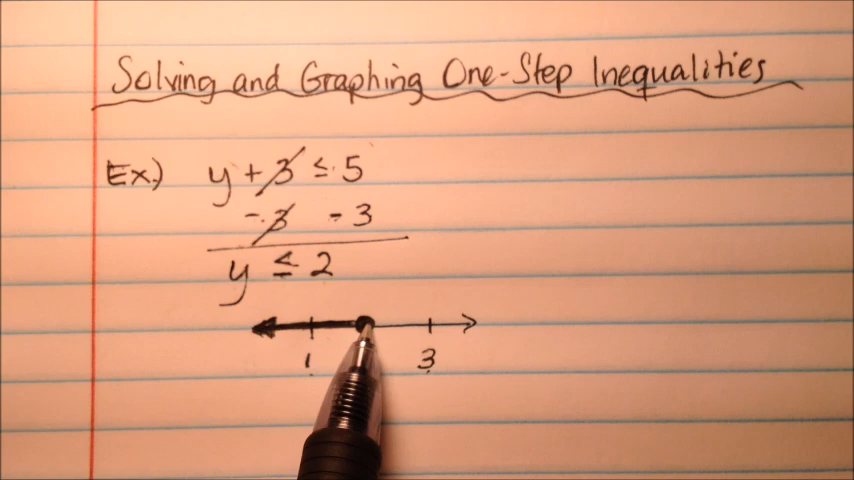 Solving and Graphing One-Step Inequalities
Ex.) y + 3 ≤ 5
- 3 - 3
y ≤ 2
1 3